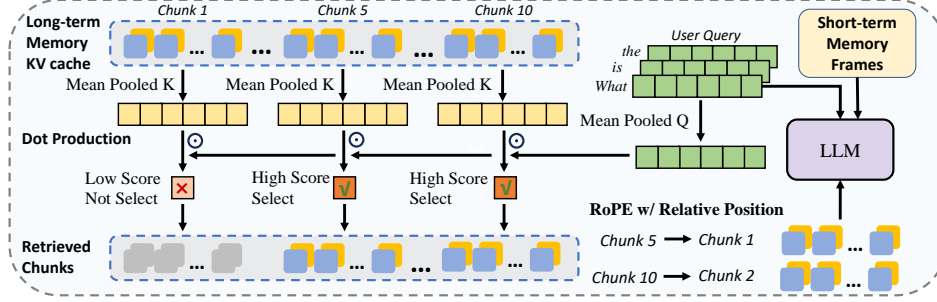 Chunk 1
Chunk 5
Chunk 10
Long-term
Memory
KV cache
... ... ... ... ...
User Query
the
is
What
Short-term
Memory
Frames
Mean Pooled K
Mean Pooled K
Mean Pooled K
Mean Pooled Q
Dot Production
LLM
Low Score
Not Select
High Score
Select
High Score
Select
RoPE w/ Relative Position
Retrieved
Chunks
... ... ... ...
Chunk 5
Chunk 1
...
Chunk 10
Chunk 2
...